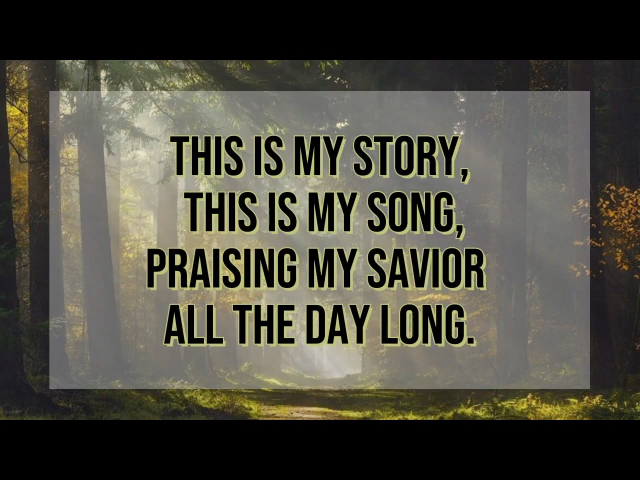 THIS IS MY STORY,
THIS IS MY SONG,
PRAISING MY SAVIOR
ALL THE DAY LONG.